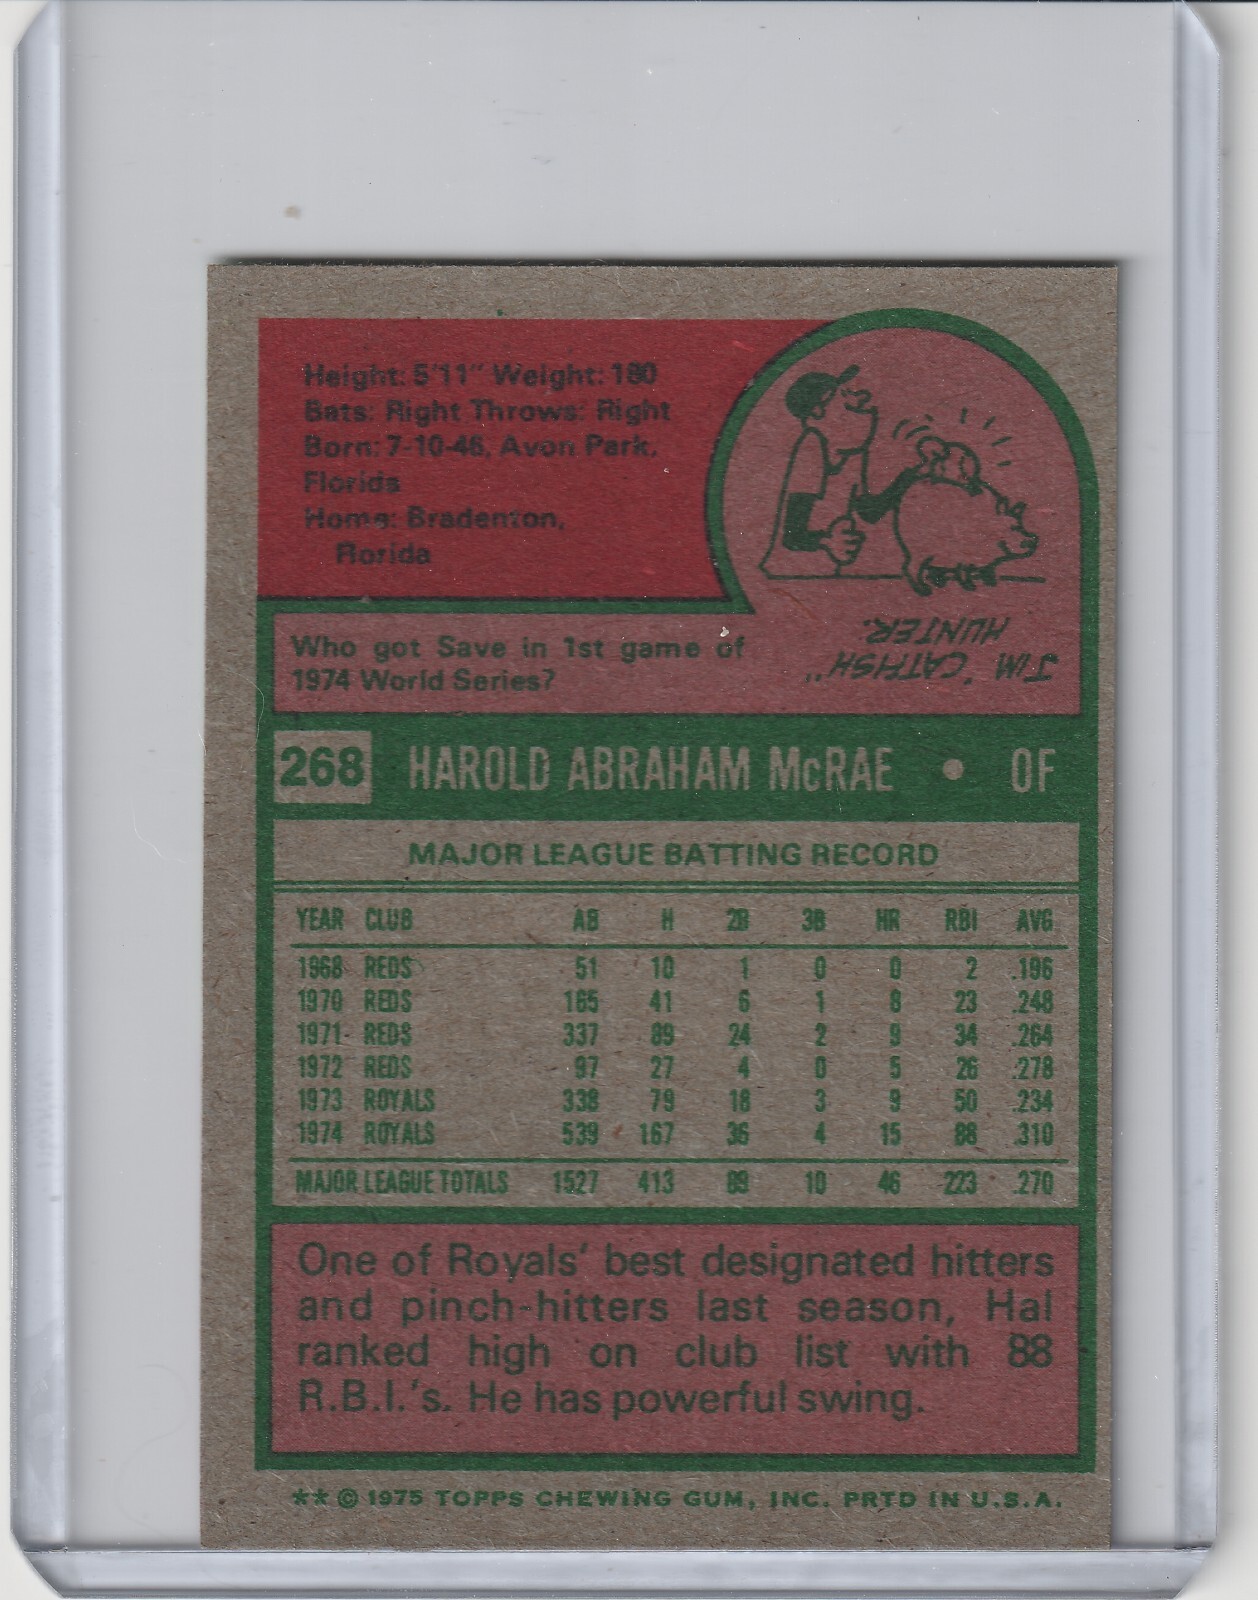 Height: 5'11" Weight: 180
Bats: Right Throws: Right
Born: 7-10-46, Avon Park,
Florida
Home: Bradenton,
Florida
Who got Save in 1st game of
1974 World Series?
JIM "CATFISH"
HUNTER.
268 HAROLD ABRAHAM McRAE • OF
MAJOR LEAGUE BATTING RECORD
YEAR CLUB AB H 2B 3B HR RBI AVG
1968 REDS 51 10 1 0 0 2 .196
1970 REDS 165 41 6 1 8 23 .248
1971 REDS 337 89 24 2 9 34 .264
1972 REDS 97 27 4 0 5 26 .278
1973 ROYALS 338 79 18 3 9 50 .234
1974 ROYALS 539 167 36 4 15 88 .310
MAJOR LEAGUE TOTALS 1527 413 89 10 46 223 .270
One of Royals' best designated hitters
and pinch-hitters last season, Hal
ranked high on club list with 88
R.B.I.'s. He has powerful swing.
** © 1975 TOPPS CHEWING GUM, INC. PRTD IN U.S.A.